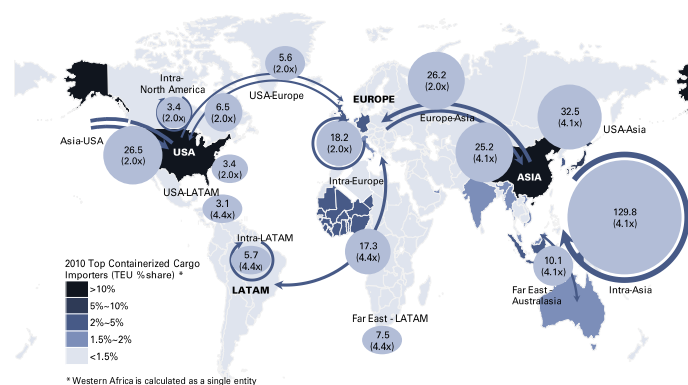 5.6
(2.0x)
26.2
(2.0x)
Intra-
North America
3.4
(2.0x)
6.5
(2.0x)
USA-Europe
EUROPE
Europe-Asia
32.5
(4.1x)
USA-Asia
Asia-USA
26.5
(2.0x)
USA
18.2
(2.0x)
25.2
(4.1x)
3.4
(2.0x)
ASIA
USA-LATAM
Intra-Europe
3.1
(4.4x)
129.8
(4.1x)
Intra-LATAM
17.3
(4.4x)
5.7
(4.4x)
10.1
(4.1x)
LATAM
Far East -
Australasia
Intra-Asia
2010 Top Containerized Cargo
Importers (TEU %share) *
>10%
5%~10%
2%~5%
1.5%~2%
<1.5%
Far East - LATAM
7.5
(4.4x)
* Western Africa is calculated as a single entity